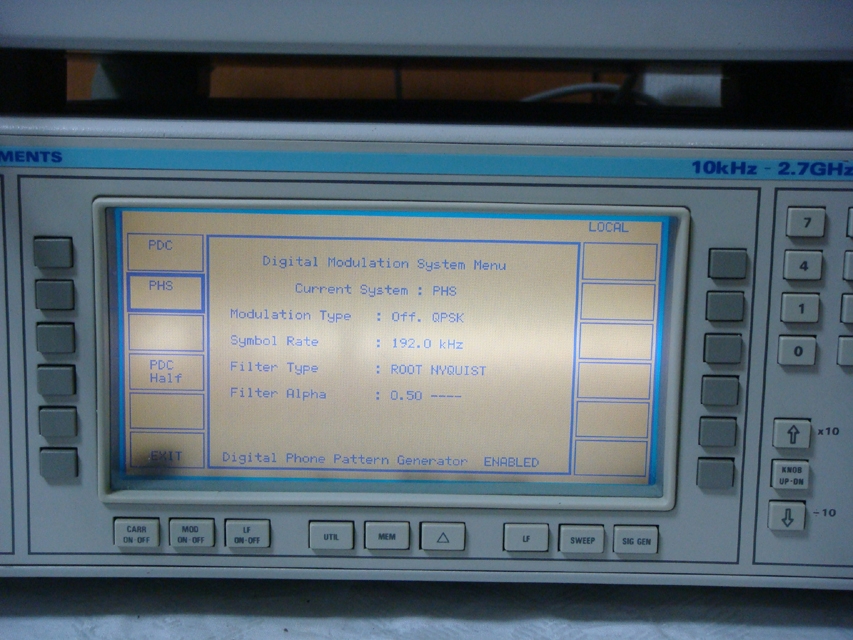 MENTS
10kHz - 2.7GHz
LOCAL
PDC
PHS
PDC
Half
EXIT
Digital Modulation System Menu
Current System : PHS
Modulation Type : Off. QPSK
Symbol Rate : 192.0 kHz
Filter Type : ROOT NYQUIST
Filter Alpha : 0.50 ----
Digital Phone Pattern Generator ENABLED
7
4
1
0
x10
KNOB
UP-DN
-10
CARR
ON-OFF
MOD
ON-OFF
LF
ON-OFF
UTIL
MEM
LF
SWEEP
SIG GEN